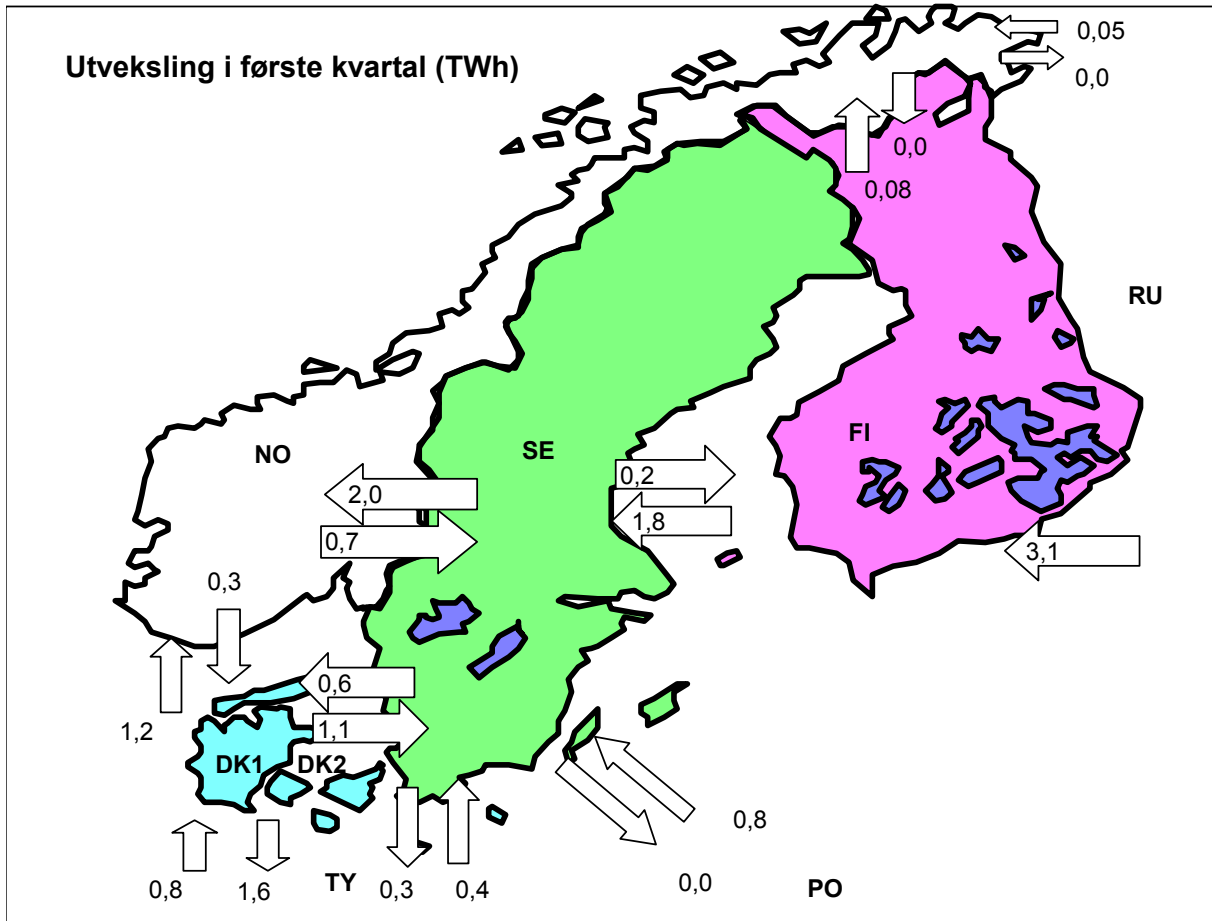 Utveksling i første kvartal (TWh)
0,05
0,0
0,0
0,08
RU
FI
NO
SE
0,2
2,0
1,8
0,7
3,1
0,3
0,6
1,2
1,1
DK1
DK2
0,8
1,6
TY
0,3
0,4
0,8
0,0
PO